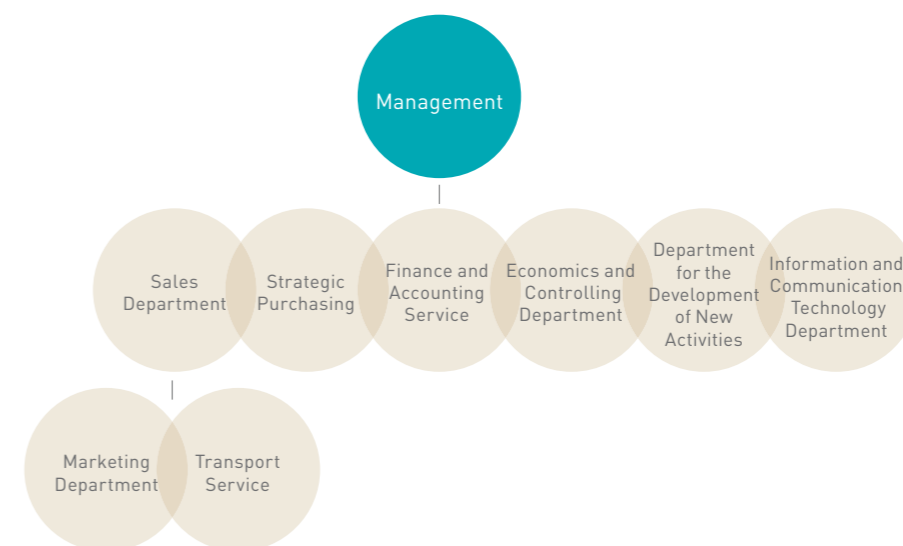 Management
Sales
Department
Strategic
Purchasing
Finance and
Accounting
Service
Economics and
Controlling
Department
Department
for the
Development
of New
Activities
Information and
Communication
Technology
Department
Marketing
Department
Transport
Service